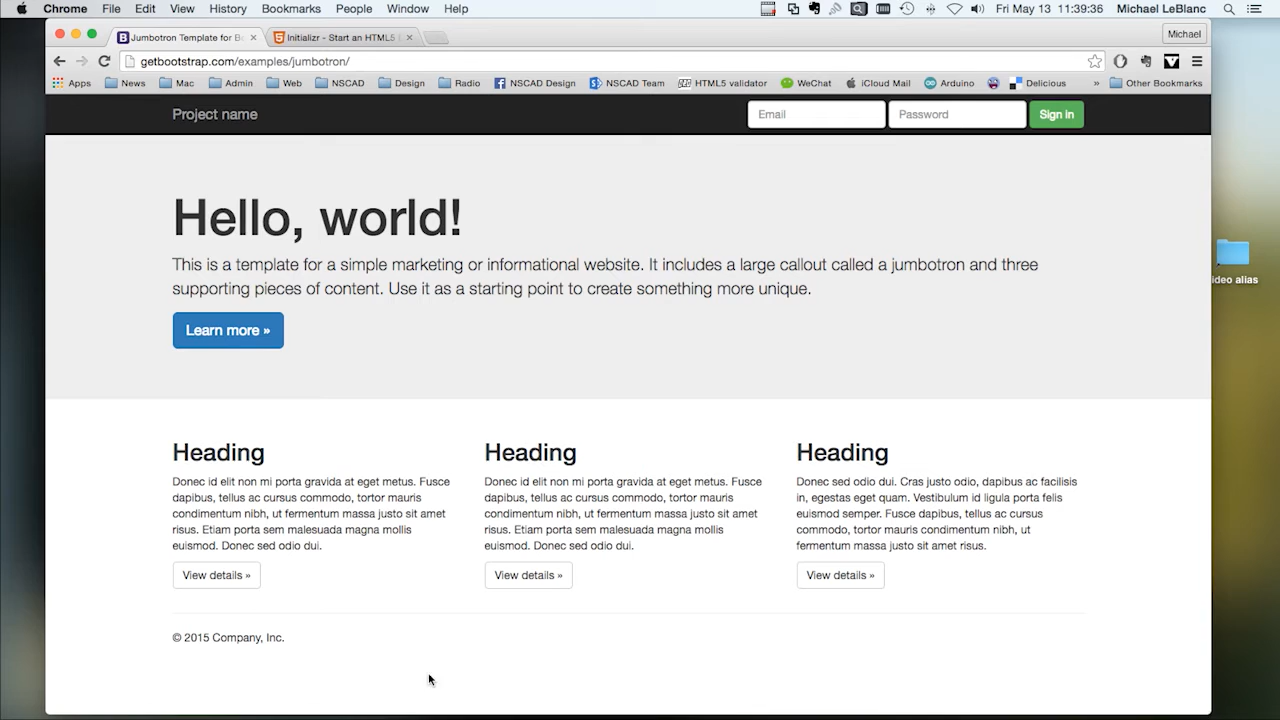 Chrome File Edit View History Bookmarks People Window Help Fri May 13 11:39:36 Michael LeBlanc
Jumbotron Template for Bo Initializr - Start an HTML5 B Michael
getbootstrap.com/examples/jumbotron/
Apps News Mac Admin Web NSCAD Design Radio NSCAD Design NSCAD Team HTML5 validator WeChat iCloud Mail Arduino Delicious » Other Bookmarks
Project name Email Password Sign in
Hello, world!
This is a template for a simple marketing or informational website. It includes a large callout called a jumbotron and three
supporting pieces of content. Use it as a starting point to create something more unique.
Learn more »
ideo alias
Heading
Donec id elit non mi porta gravida at eget metus. Fusce
dapibus, tellus ac cursus commodo, tortor mauris
condimentum nibh, ut fermentum massa justo sit amet
risus. Etiam porta sem malesuada magna mollis
euismod. Donec sed odio dui.
View details »
Heading
Donec id elit non mi porta gravida at eget metus. Fusce
dapibus, tellus ac cursus commodo, tortor mauris
condimentum nibh, ut fermentum massa justo sit amet
risus. Etiam porta sem malesuada magna mollis
euismod. Donec sed odio dui.
View details »
Heading
Donec sed odio dui. Cras justo odio, dapibus ac facilisis
in, egestas eget quam. Vestibulum id ligula porta felis
euismod semper. Fusce dapibus, tellus ac cursus
commodo, tortor mauris condimentum nibh, ut
fermentum massa justo sit amet risus.
View details »
© 2015 Company, Inc.